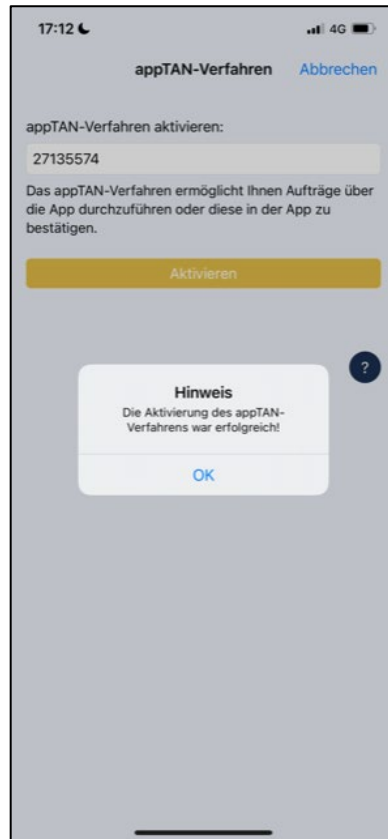 17:12
4G
appTAN-Verfahren
Abbrechen
appTAN-Verfahren aktivieren:
27135574
Das appTAN-Verfahren ermöglicht Ihnen Aufträge über
die App durchzuführen oder diese in der App zu
bestätigen.
Aktivieren
?
Hinweis
Die Aktivierung des appTAN-
Verfahrens war erfolgreich!
OK